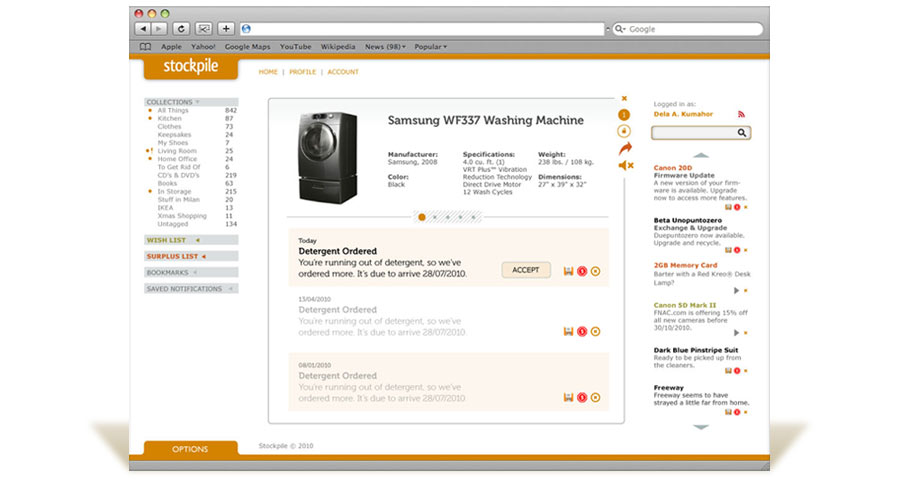 Google
Apple Yahoo! Google Maps YouTube Wikipedia News (98) Popular
stockpile
HOME | PROFILE | ACCOUNT
COLLECTIONS
All Things 842
Kitchen 87
Clothes 73
Keepsakes 24
My Shoes 7
! Living Room 25
Home Office 24
To Get Rid Of 6
CD's & DVD's 219
Books 63
In Storage 215
Stuff in Milan 20
IKEA 13
Xmas Shopping 11
Untagged 134
WISH LIST
SURPLUS LIST
BOOKMARKS
SAVED NOTIFICATIONS
Samsung WF337 Washing Machine
Manufacturer:
Samsung, 2008
Color:
Black
Specifications:
4.0 cu. ft. (1)
VRT Plus™ Vibration
Reduction Technology
Direct Drive Motor
12 Wash Cycles
Weight:
238 lbs. / 108 kg.
Dimensions:
27" x 39" x 32"
Today
Detergent Ordered
You're running out of detergent, so we've
ordered more. It's due to arrive 28/07/2010.
ACCEPT
13/04/2010
Detergent Ordered
You're running out of detergent, so we've
ordered more. It's due to arrive 28/07/2010.
08/01/2010
Detergent Ordered
You're running out of detergent, so we've
ordered more. It's due to arrive 28/07/2010.
Logged in as:
Dela A. Kumahor
Canon 20D
Firmware Update
A new version of your firm-
ware is available. Upgrade
now to access more features.
Beta Unopuntozero
Exchange & Upgrade
Duepuntozero now available.
Upgrade and recycle.
2GB Memory Card
Barter with a Red Kreo® Desk
Lamp?
Canon 5D Mark II
FNAC.com is offering 15% off
all new cameras before
30/10/2010.
Dark Blue Pinstripe Suit
Ready to be picked up from
the cleaners.
Freeway
Freeway seems to have
strayed a little far from home.
OPTIONS
Stockpile © 2010